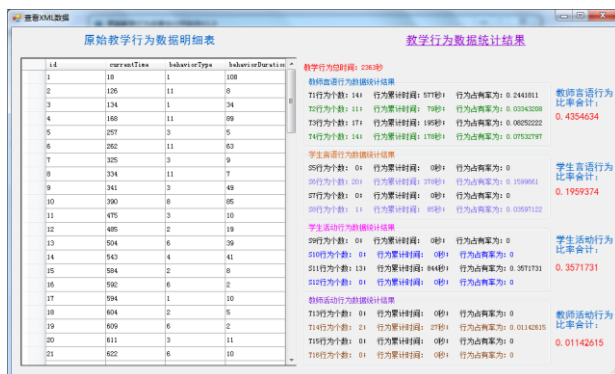 查看XML数据
原始教学行为数据明细表
id currentTime behaviorType behaviorDuration
1 18 1 108
2 126 11 8
3 134 1 34
4 168 11 89
5 257 3 5
6 262 11 63
7 325 3 9
8 334 11 7
9 341 3 49
10 390 8 85
11 475 3 10
12 485 2 19
13 504 6 39
14 543 4 41
15 584 2 8
16 592 6 2
17 594 1 10
18 604 2 5
19 609 6 2
20 611 3 11
21 622 6 10
教学行为数据统计结果
教学行为总时间: 2363秒
教师言语行为数据统计结果
T1行为个数: 14; 行为累计时间: 577秒; 行为占有率为: 0.2441811
T2行为个数: 11; 行为累计时间: 79秒; 行为占有率为: 0.03343208
T3行为个数: 17; 行为累计时间: 195秒; 行为占有率为: 0.08252222
T4行为个数: 14; 行为累计时间: 178秒; 行为占有率为: 0.07532797
教师言语行为
比率合计:
0.4354634
学生言语行为数据统计结果
S5行为个数: 0; 行为累计时间: 0秒; 行为占有率为: 0
S6行为个数: 20; 行为累计时间: 378秒; 行为占有率为: 0.1599661
S7行为个数: 0; 行为累计时间: 0秒; 行为占有率为: 0
S8行为个数: 1; 行为累计时间: 85秒; 行为占有率为: 0.03597122
学生言语行为
比率合计:
0.1959374
学生活动行为数据统计结果
S9行为个数: 0; 行为累计时间: 0秒; 行为占有率为: 0
S10行为个数: 0; 行为累计时间: 0秒; 行为占有率为: 0
S11行为个数: 13; 行为累计时间: 844秒; 行为占有率为: 0.3571731
S12行为个数: 0; 行为累计时间: 0秒; 行为占有率为: 0
学生活动行为
比率合计:
0.3571731
教师活动行为数据统计结果
T13行为个数: 0; 行为累计时间: 0秒; 行为占有率为: 0
T14行为个数: 2; 行为累计时间: 27秒; 行为占有率为: 0.01142615
T15行为个数: 0; 行为累计时间: 0秒; 行为占有率为: 0
T16行为个数: 0; 行为累计时间: 0秒; 行为占有率为: 0
教师活动行为
比率合计:
0.01142615